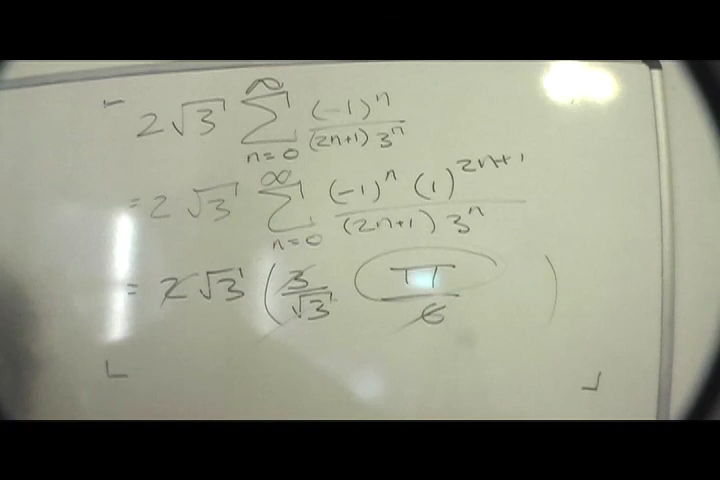 2√3 ∑_{n=0}^{∞} (-1)^n / ((2n+1) 3^n)
= 2√3 ∑_{n=0}^{∞} (-1)^n (1)^{2n+1} / ((2n+1) 3^n)
= 2√3 (3/√3 π/6)